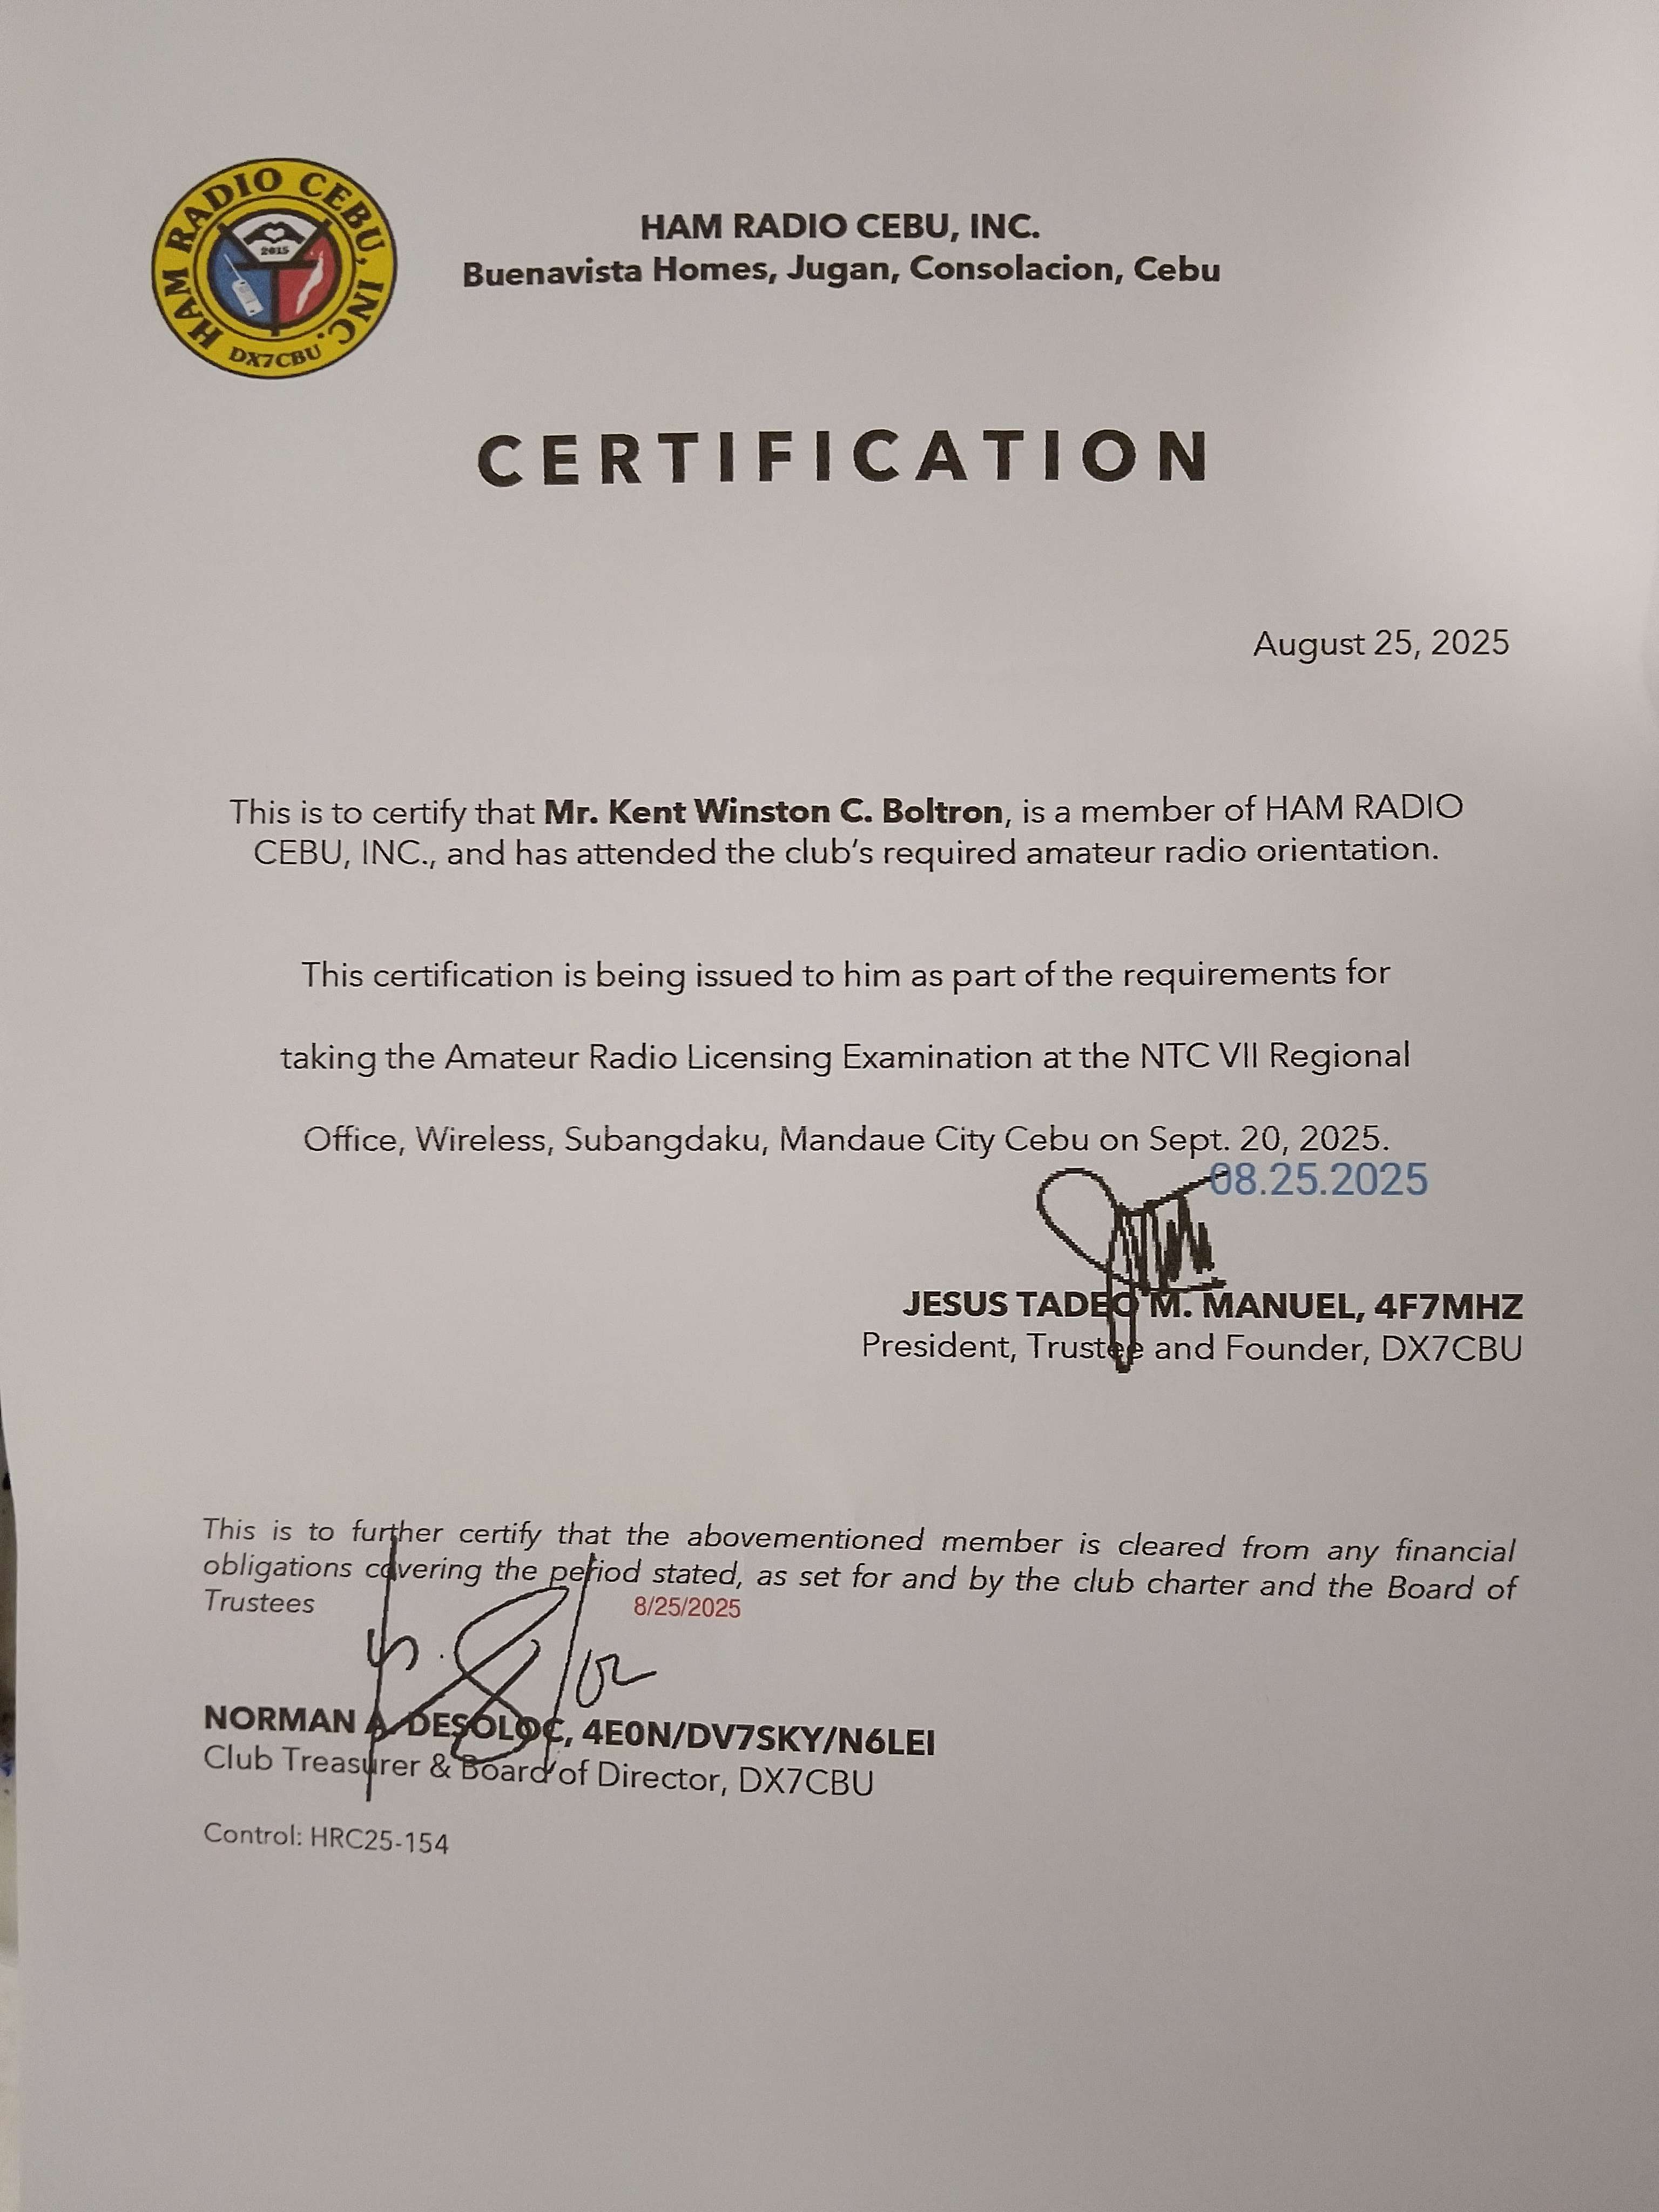 HAM RADIO CEBU, INC.
2015
DX7CBU
HAM RADIO CEBU, INC.
Buenavista Homes, Jugan, Consolacion, Cebu
CERTIFICATION
August 25, 2025
This is to certify that Mr. Kent Winston C. Boltron, is a member of HAM RADIO
CEBU, INC., and has attended the club's required amateur radio orientation.
This certification is being issued to him as part of the requirements for
taking the Amateur Radio Licensing Examination at the NTC VII Regional
Office, Wireless, Subangdaku, Mandaue City Cebu on Sept. 20, 2025.
08.25.2025
JESUS TADEO M. MANUEL, 4F7MHZ
President, Trustee and Founder, DX7CBU
This is to further certify that the abovementioned member is cleared from any financial
obligations covering the period stated, as set for and by the club charter and the Board of
Trustees
8/25/2025
NORMAN A. DESOLOC, 4E0N/DV7SKY/N6LEI
Club Treasurer & Board of Director, DX7CBU
Control: HRC25-154